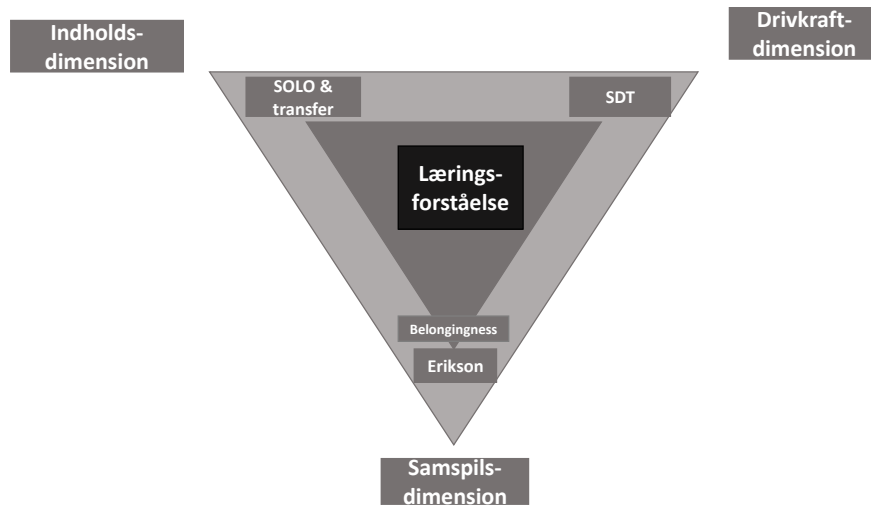 Indholds-
dimension
Drivkraft-
dimension
SOLO &
transfer
SDT
Lærings-
forståelse
Belongingness
Erikson
Samspils-
dimension